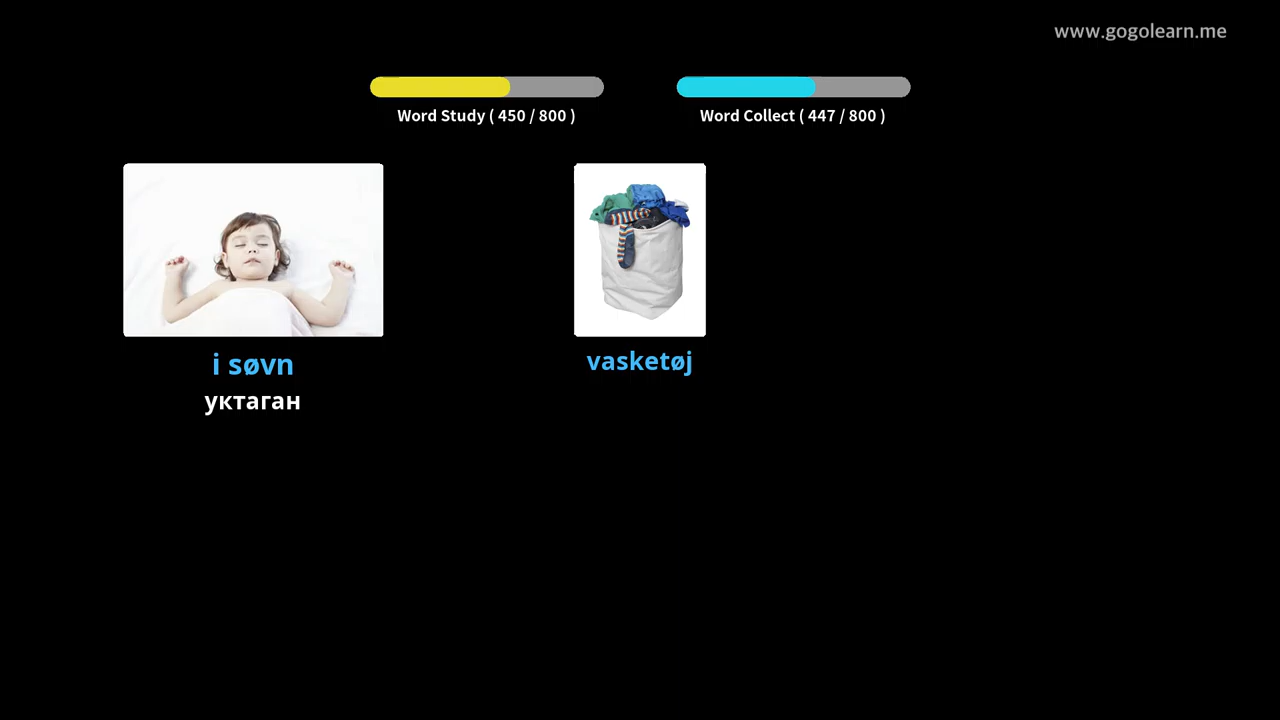 www.gogolearn.me
Word Study ( 450 / 800 )
Word Collect ( 447 / 800 )
i søvn
уктаган
vasketøj